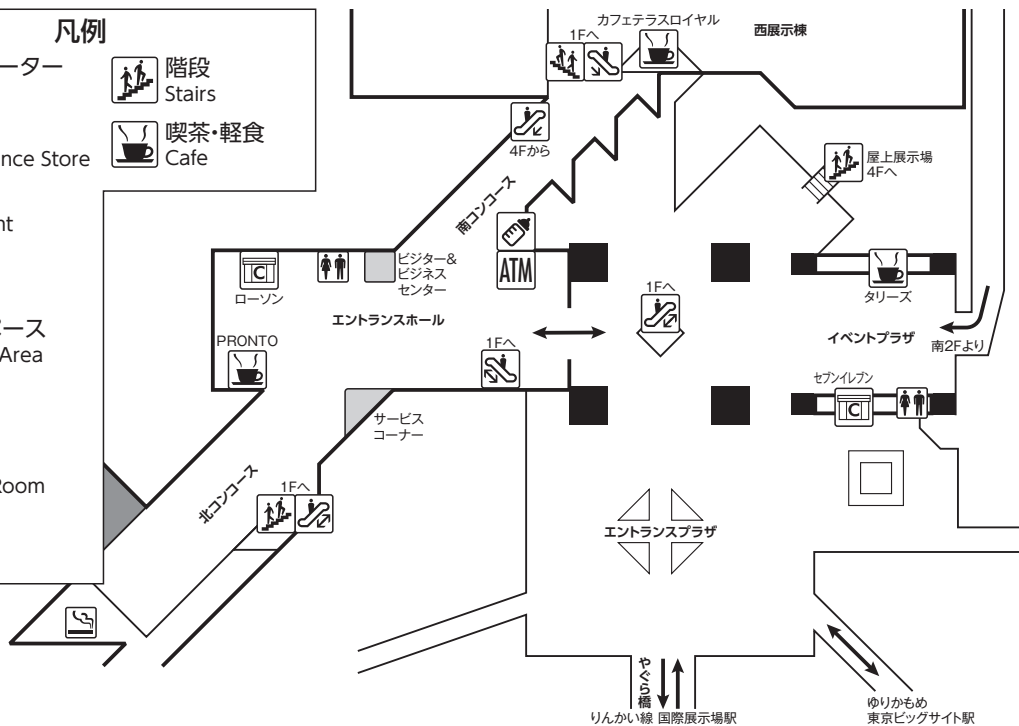 凡例
ーター
階段
Stairs
喫茶・軽食
nce Store
Cafe
nt
ース
Area
Room
カフェテラスロイヤル
1Fへ
西展示棟
4Fから
屋上展示場
4Fへ
南コンコース
ATM
ビジター&
ビジネス
センター
C
ローソン
エントランスホール
1Fへ
タリーズ
イベントプラザ
南2Fより
PRONTO
1Fへ
セブンイレブン
C
サービス
コーナー
北コンコース
1Fへ
エントランスプラザ
やぐら橋
りんかい線 国際展示場駅
ゆりかもめ
東京ビッグサイト駅